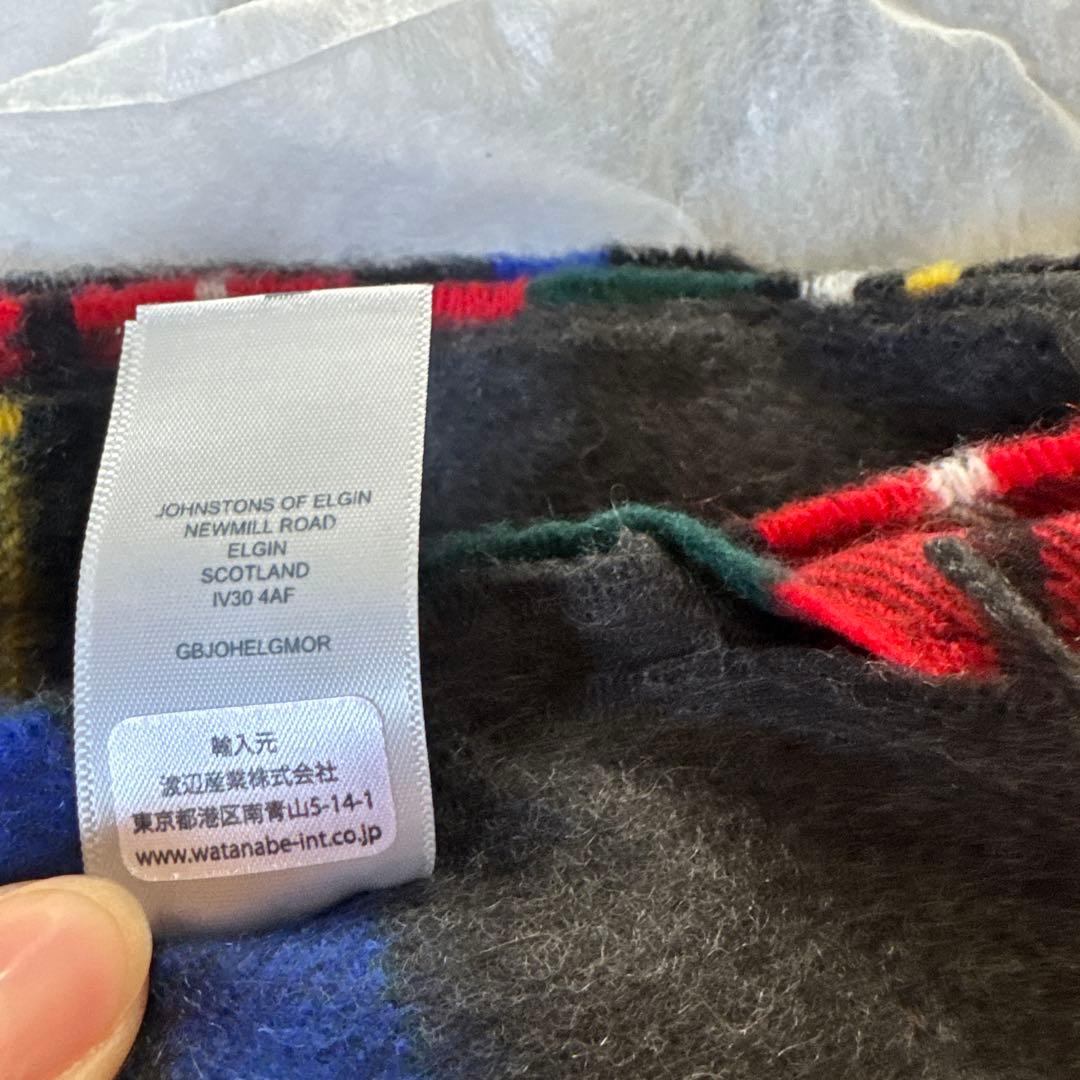 JOHNSTONS OF ELGIN
NEWMILL ROAD
ELGIN
SCOTLAND
IV30 4AF
GBJOHELGMOR
輸入元
渡辺産業株式会社
東京都港区南青山5-14-1
www.watanabe-int.co.jp